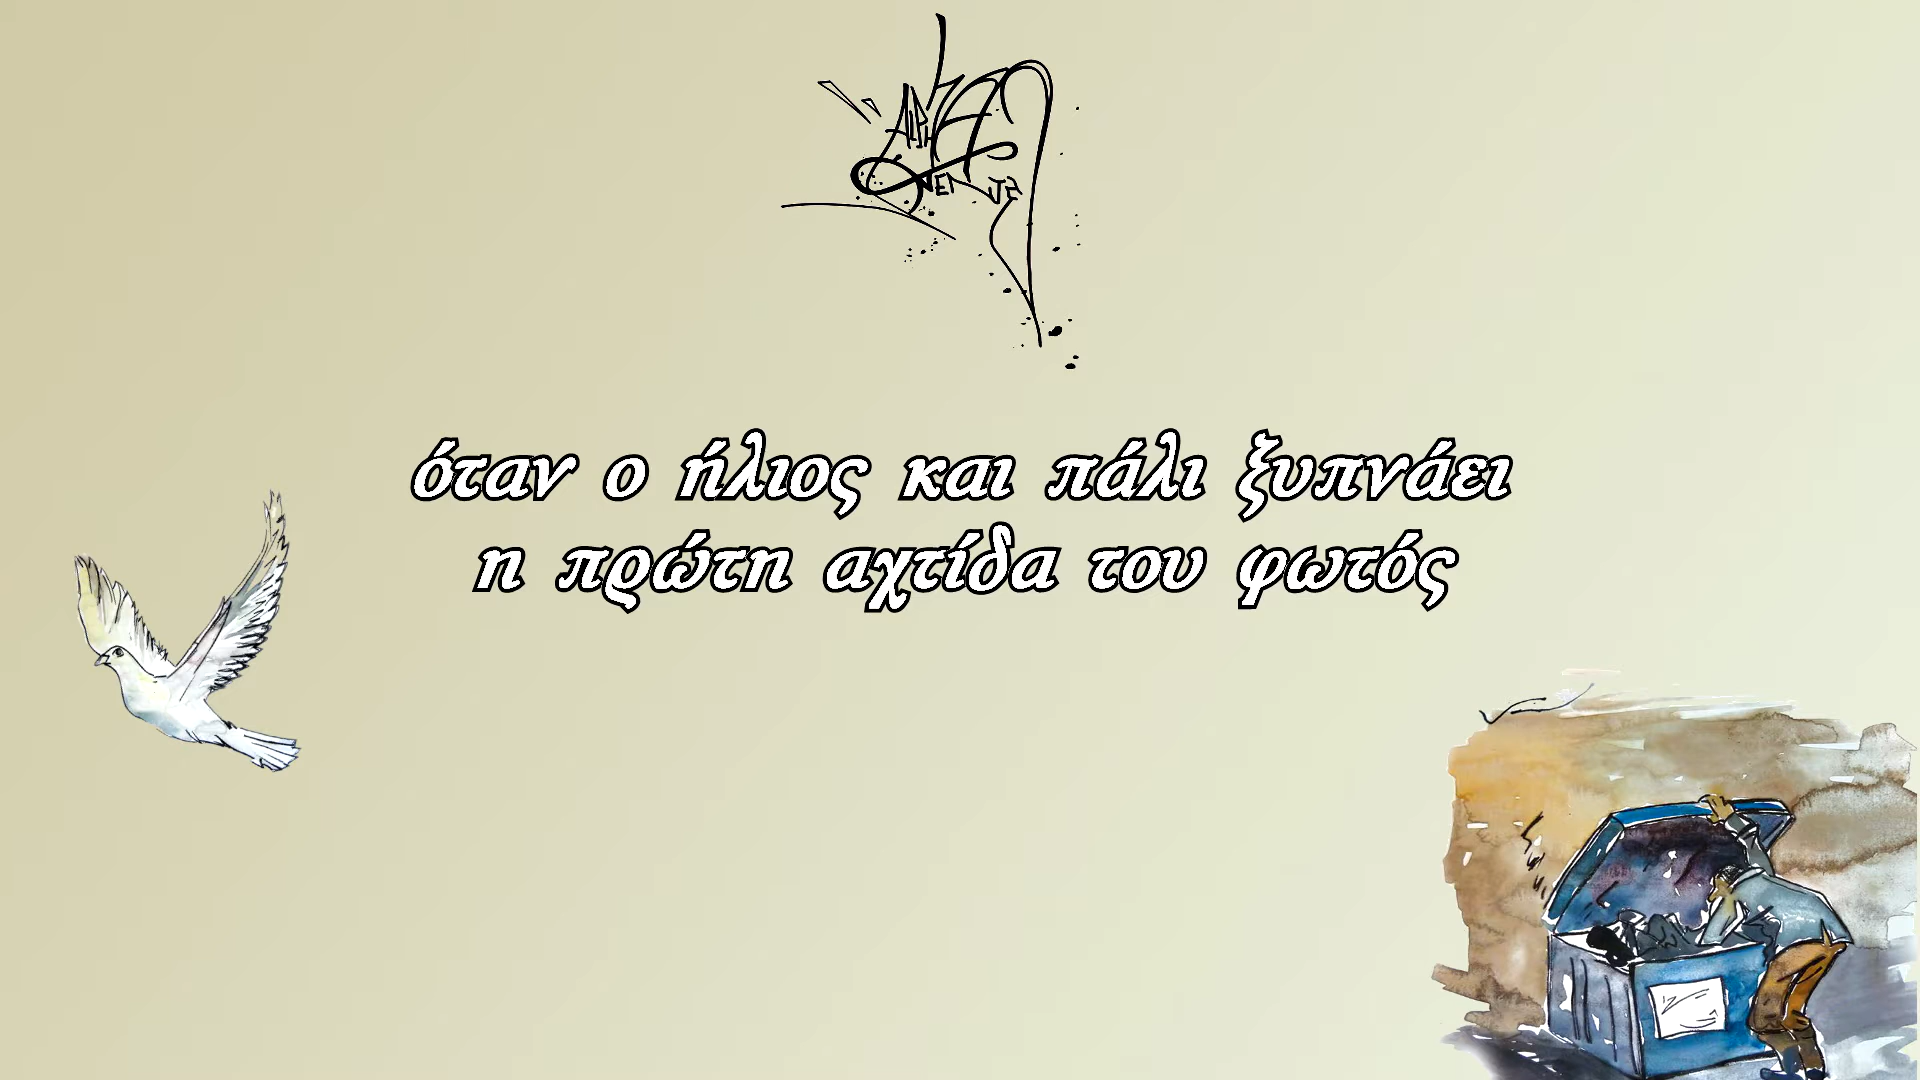 όταν ο ήλιος και πάλι ξυπνάει
η πρώτη αχτίδα του φωτός